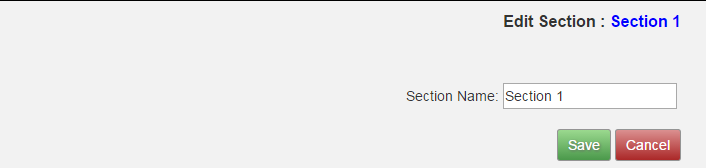 Edit Section : Section 1
Section Name: Section 1
Save Cancel